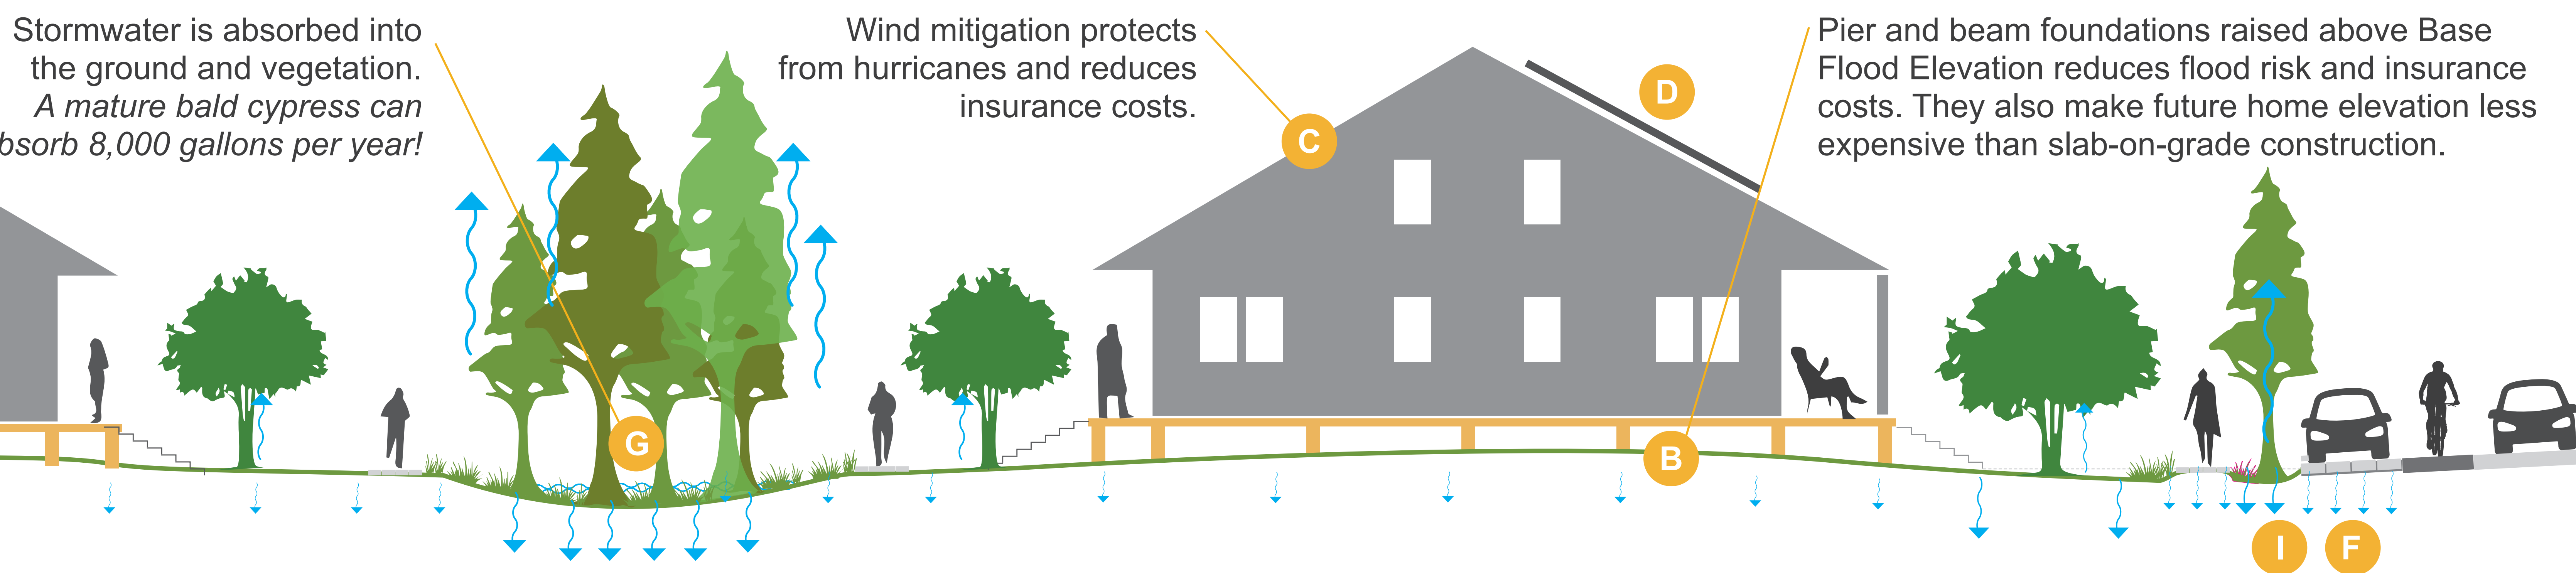 Stormwater is absorbed into
the ground and vegetation.
A mature bald cypress can
bsorb 8,000 gallons per year!
Wind mitigation protects
from hurricanes and reduces
insurance costs.
Pier and beam foundations raised above Base
Flood Elevation reduces flood risk and insurance
costs. They also make future home elevation less
expensive than slab-on-grade construction.
D
C
G
B
I
F